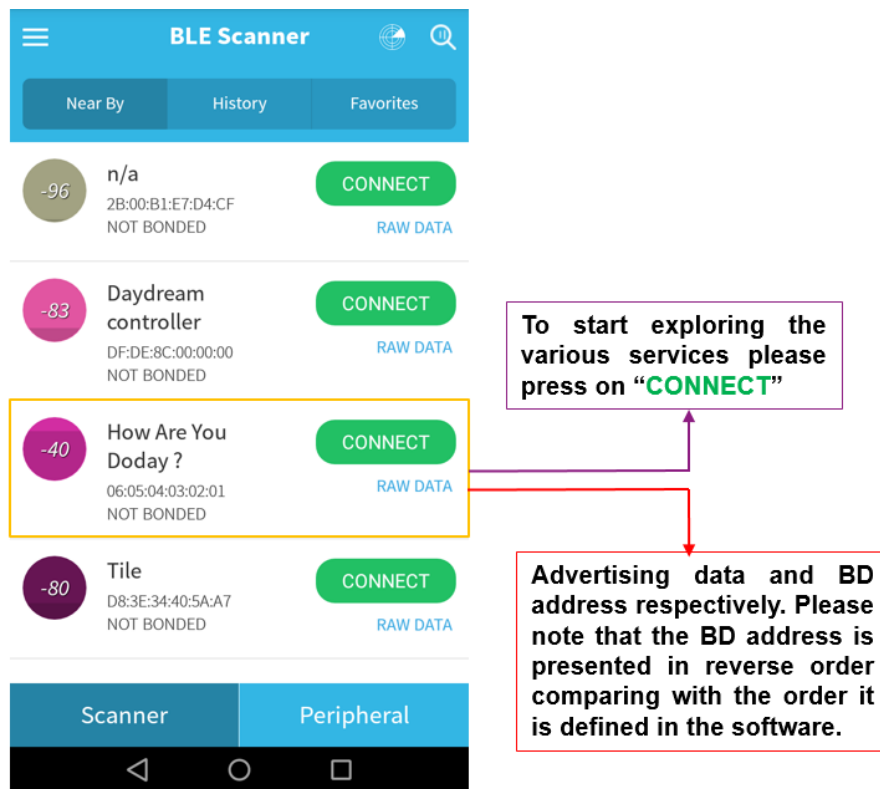 BLE Scanner
Near By History Favorites
-96
n/a
2B:00:B1:E7:D4:CF
NOT BONDED
CONNECT
RAW DATA
-83
Daydream
controller
DF:DE:8C:00:00:00
NOT BONDED
CONNECT
RAW DATA
-40
How Are You
Doday ?
06:05:04:03:02:01
NOT BONDED
CONNECT
RAW DATA
-80
Tile
D8:3E:34:40:5A:A7
NOT BONDED
CONNECT
RAW DATA
Scanner Peripheral
To start exploring the
various services please
press on “CONNECT”
Advertising data and BD
address respectively. Please
note that the BD address is
presented in reverse order
comparing with the order it
is defined in the software.